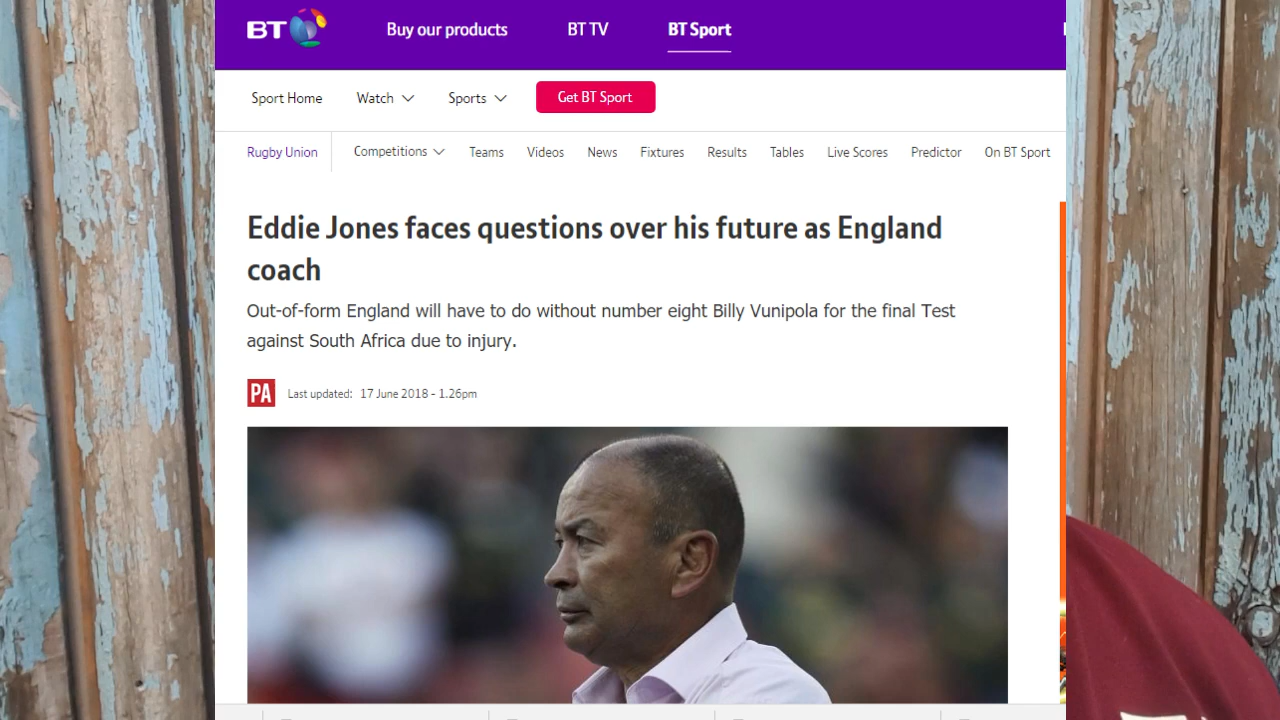 BT
Buy our products
BT TV
BT Sport
Sport Home
Watch
Sports
Get BT Sport
Rugby Union
Competitions
Teams
Videos
News
Fixtures
Results
Tables
Live Scores
Predictor
On BT Sport
Eddie Jones faces questions over his future as England
coach
Out-of-form England will have to do without number eight Billy Vunipola for the final Test
against South Africa due to injury.
PA
Last updated: 17 June 2018 - 1.26pm